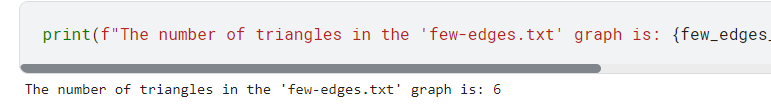 print(f"The number of triangles in the 'few-edges.txt' graph is: {few_edges_
The number of triangles in the 'few-edges.txt' graph is: 6